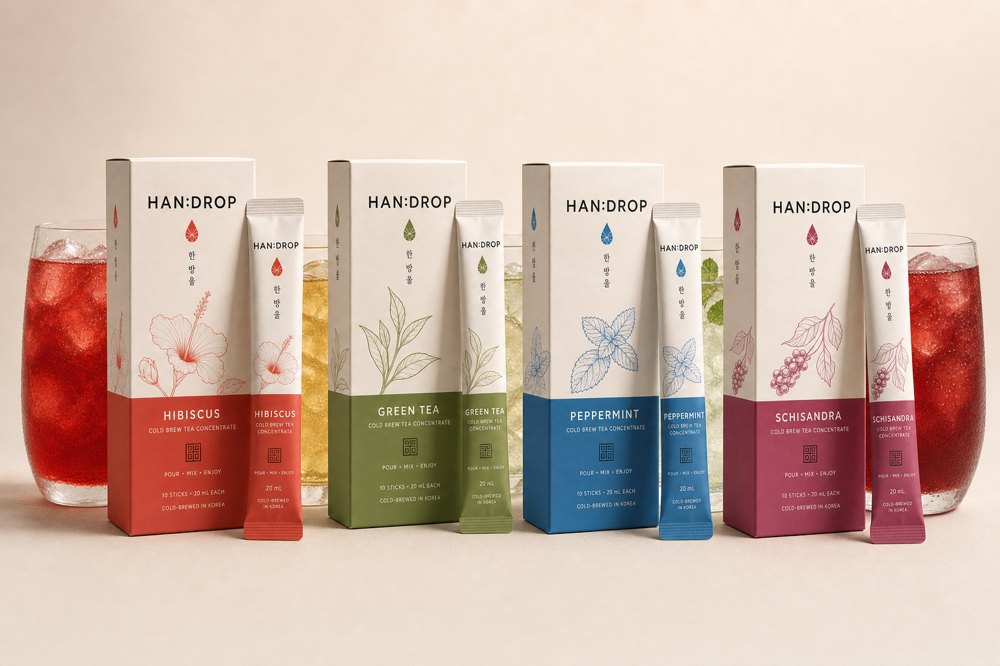 HAN:DROP
한방울
HIBISCUS
COLD BREW TEA CONCENTRATE
POUR • MIX • ENJOY
10 STICKS • 20 mL EACH
COLD-BREWED IN KOREA
HAN:DROP
한방울
HIBISCUS
COLD BREW TEA
CONCENTRATE
POUR • MIX • ENJOY
20 mL
COLD-BREWED
IN KOREA
HAN:DROP
한방울
GREEN TEA
COLD BREW TEA CONCENTRATE
POUR • MIX • ENJOY
10 STICKS • 20 mL EACH
COLD-BREWED IN KOREA
HAN:DROP
한방울
GREEN TEA
COLD BREW TEA
CONCENTRATE
POUR • MIX • ENJOY
20 mL
COLD-BREWED
IN KOREA
HAN:DROP
한방울
PEPPERMINT
COLD BREW TEA CONCENTRATE
POUR • MIX • ENJOY
10 STICKS • 20 mL EACH
COLD-BREWED IN KOREA
HAN:DROP
한방울
PEPPERMINT
COLD BREW TEA
CONCENTRATE
POUR • MIX • ENJOY
20 mL
COLD-BREWED
IN KOREA
HAN:DROP
한방울
SCHISANDRA
COLD BREW TEA CONCENTRATE
POUR • MIX • ENJOY
10 STICKS • 20 mL EACH
COLD-BREWED IN KOREA
HAN:DROP
한방울
SCHISANDRA
COLD BREW TEA
CONCENTRATE
POUR • MIX • ENJOY
20 mL
COLD-BREWED
IN KOREA